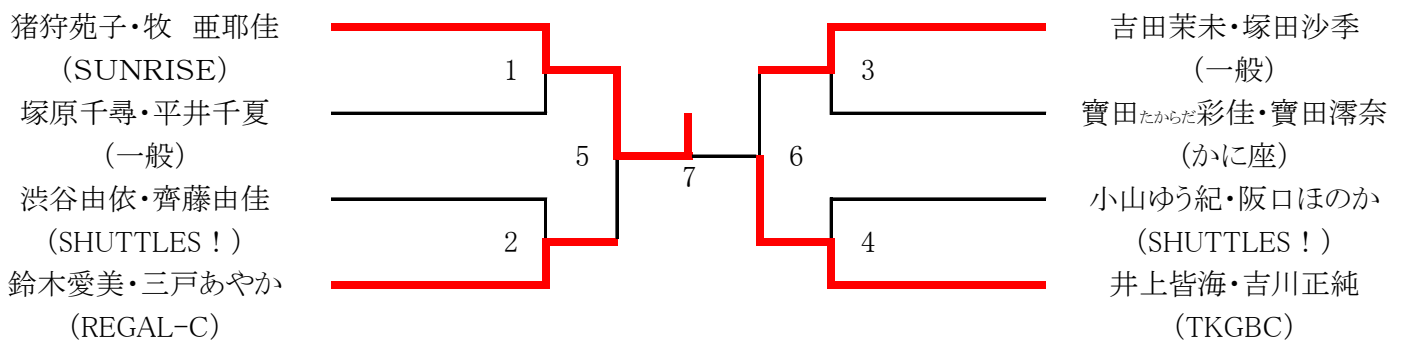 猪狩苑子・牧　亜耶佳
(SUNRISE)
塚原千尋・平井千夏
(一般)
渋谷由依・齊藤由佳
(SHUTTLES！)
鈴木愛美・三戸あやか
(REGAL-C)
1
2
5
7
6
3
4
吉田茉未・塚田沙季
(一般)
寶田たからだ彩佳・寶田澪奈
(かに座)
小山ゆう紀・阪口ほのか
(SHUTTLES！)
井上皆海・吉川正純
(TKGBC)